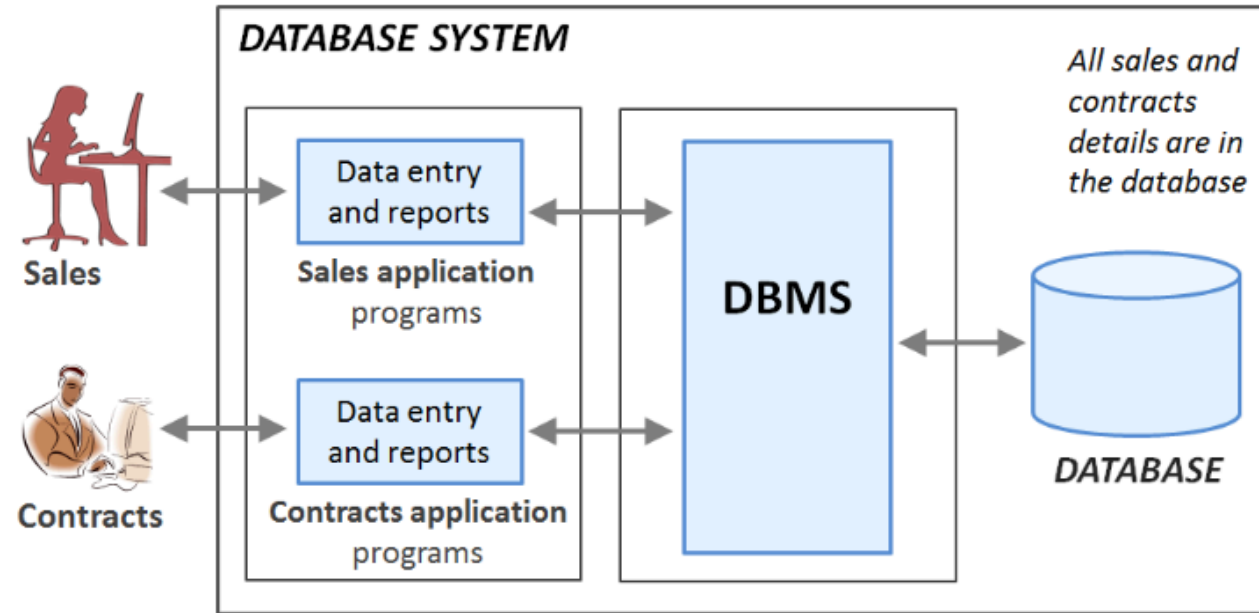 DATABASE SYSTEM
All sales and
contracts
details are in
the database
Data entry
and reports
Sales
Sales application
programs
DBMS
Data entry
and reports
DATABASE
Contracts
Contracts application
programs